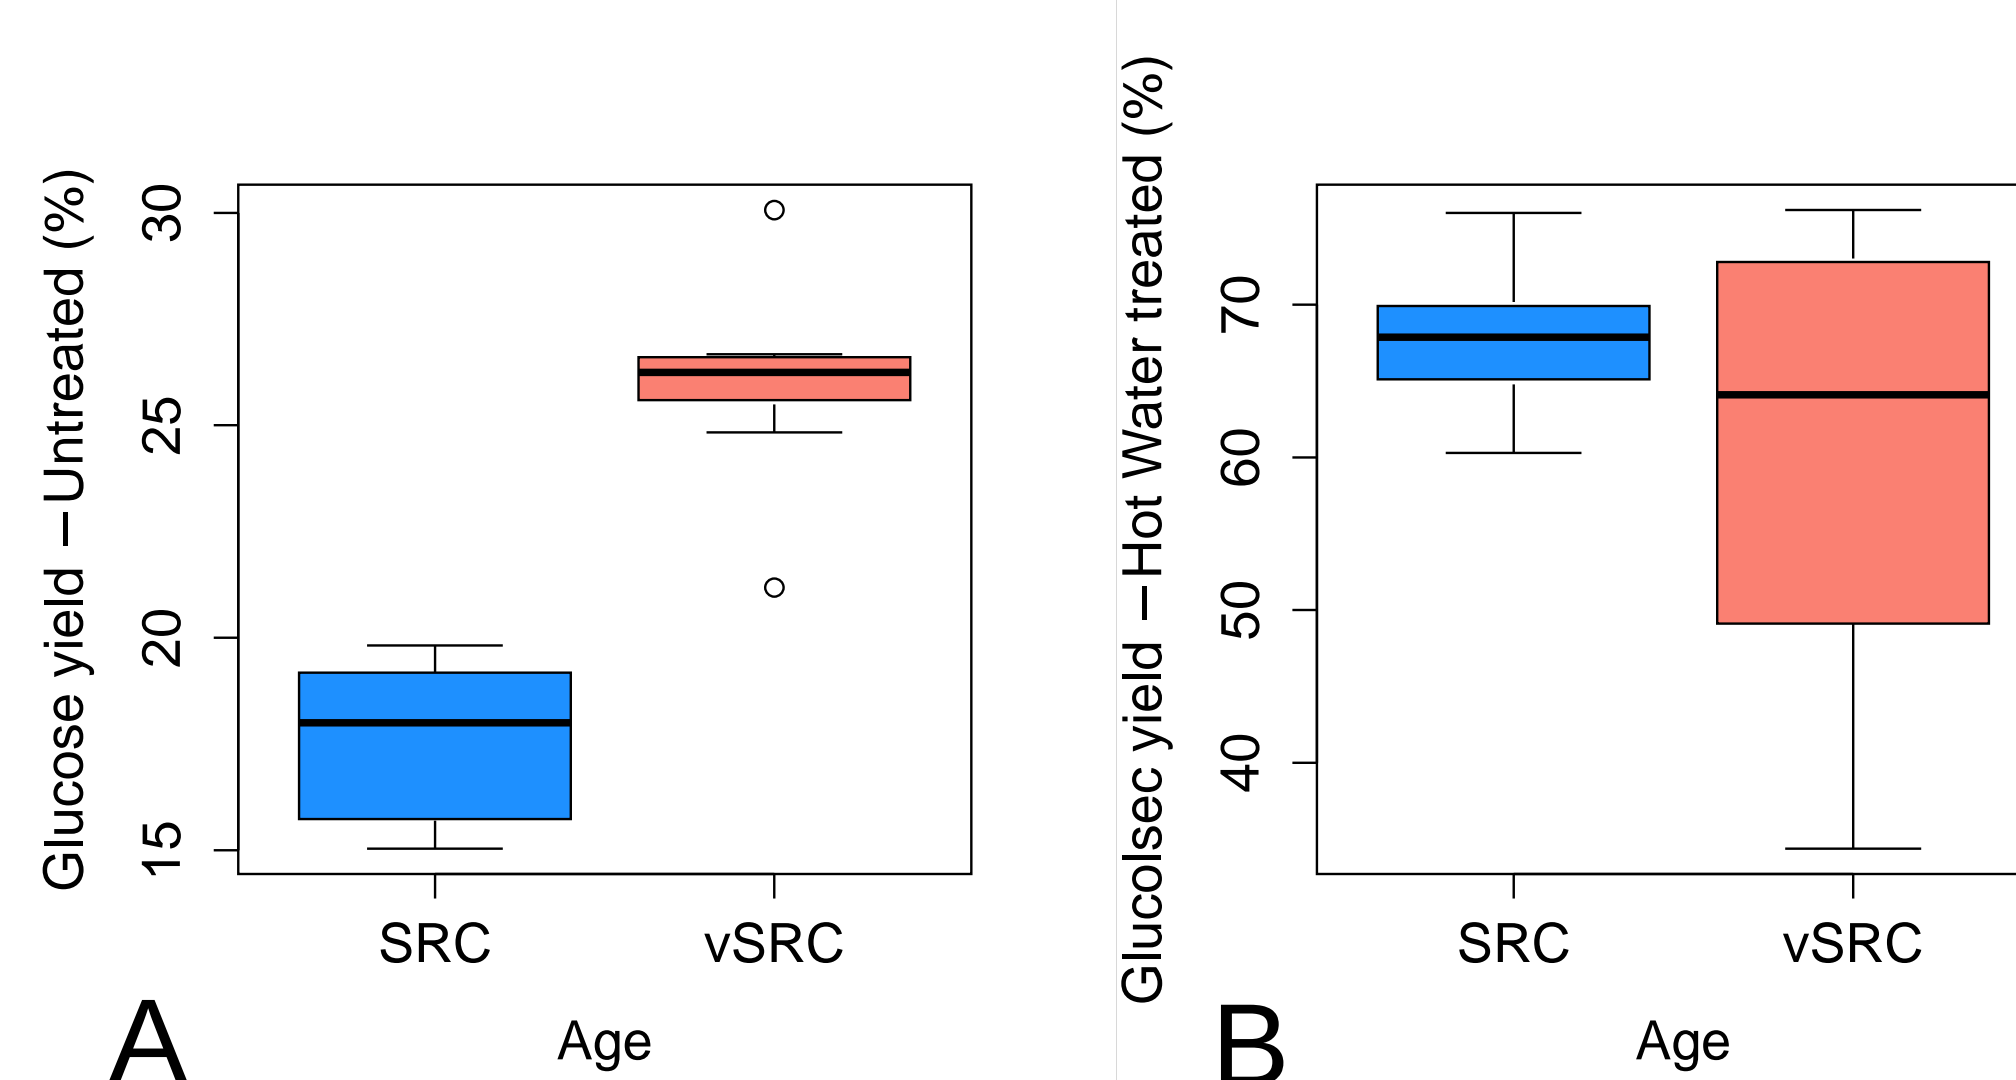 Glucose yield −Untreated (%)
30
25
20
15
SRC
vSRC
Age
A
Glucolsec yield −Hot Water treated (%)
70
60
50
40
SRC
vSRC
Age
B